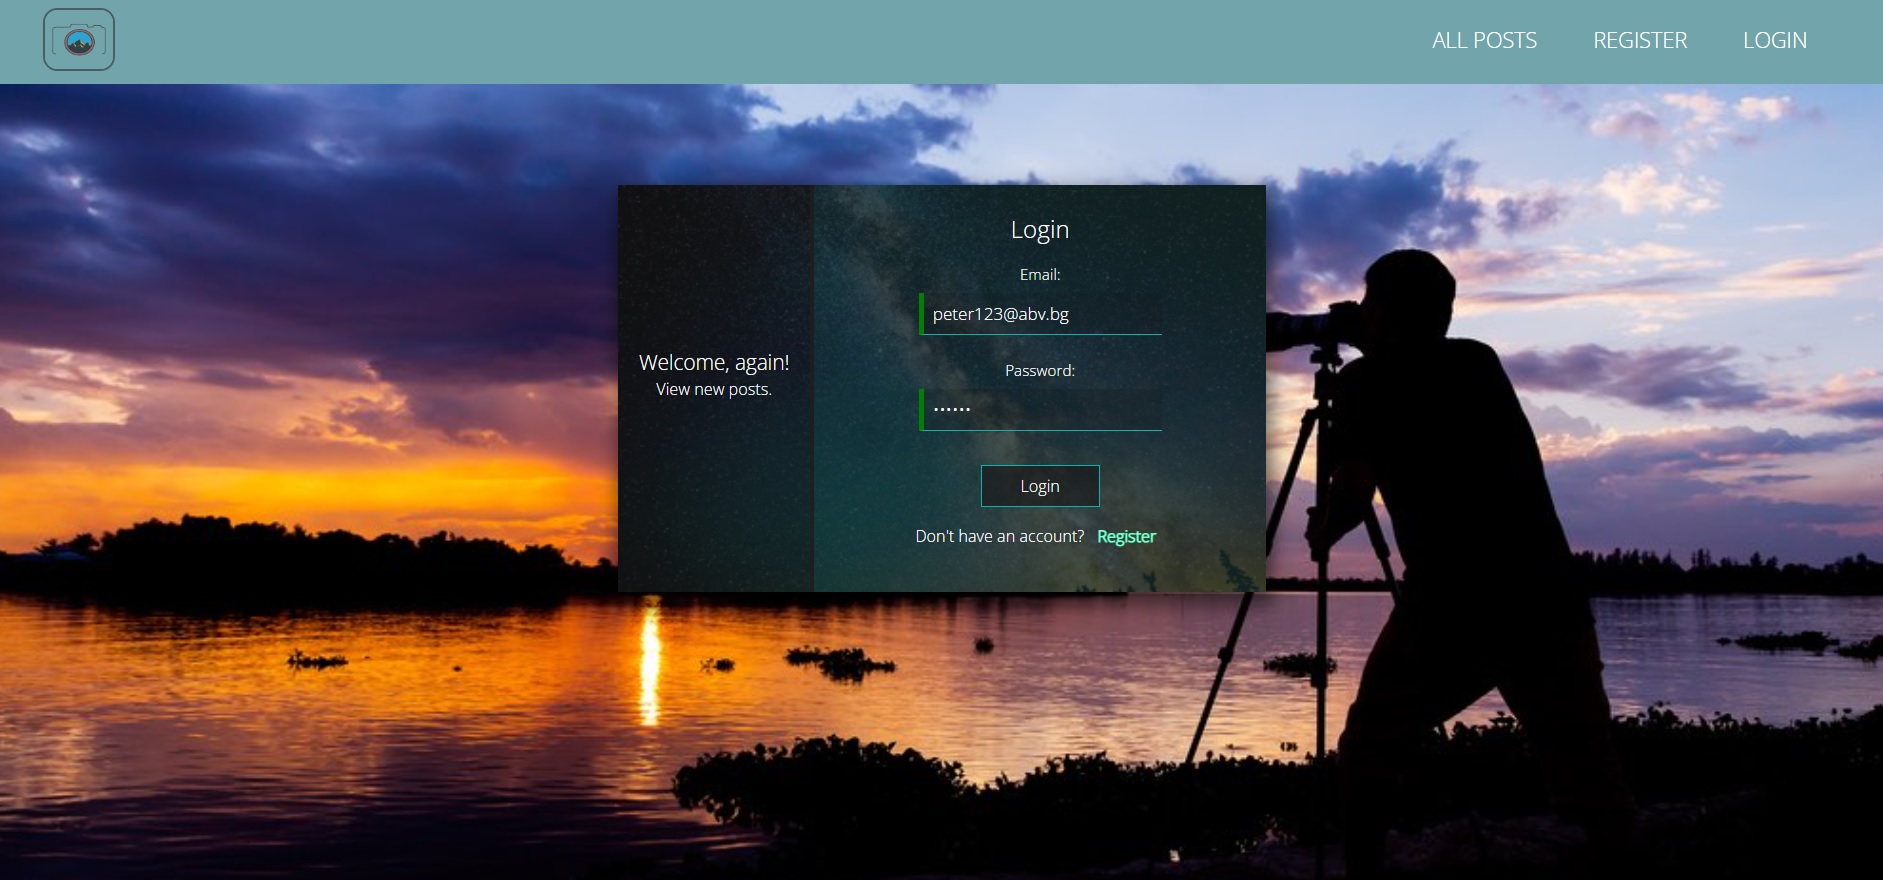 ALL POSTS REGISTER LOGIN
Welcome, again!
View new posts.
Login
Email:
peter123@abv.bg
Password:
••••••
Login
Don't have an account? Register